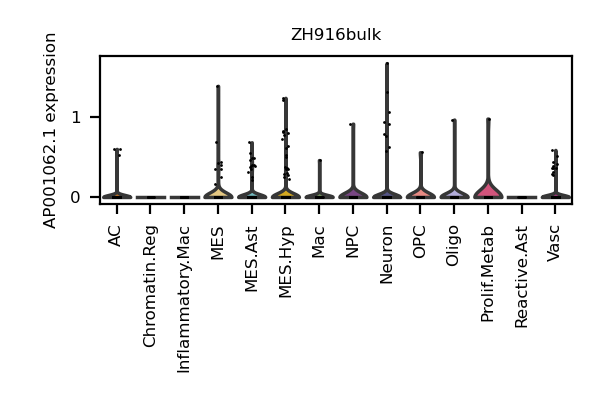 ZH916bulk
AP001062.1 expression
1
0
AC
Chromatin.Reg
Inflammatory.Mac
MES
MES.Ast
MES.Hyp
Mac
NPC
Neuron
OPC
Oligo
Prolif.Metab
Reactive.Ast
Vasc